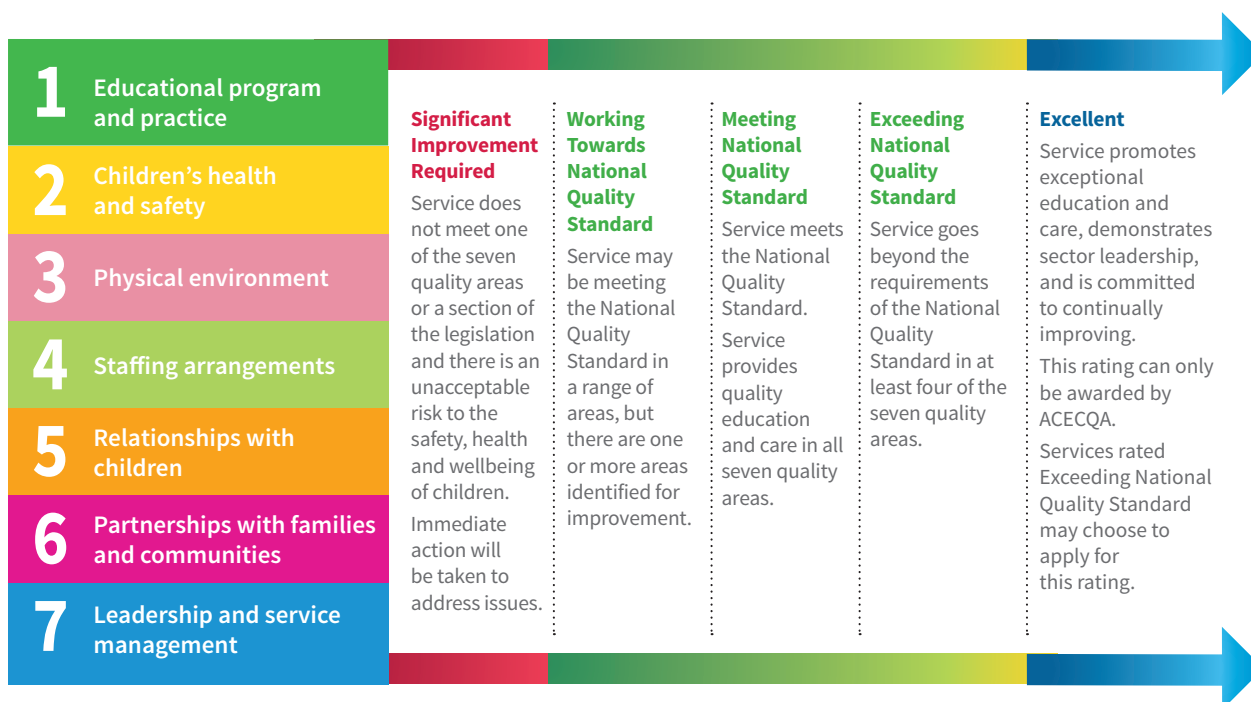 1
Educational program
and practice
2
Children's health
and safety
3
Physical environment
4
Staffing arrangements
5
Relationships with
children
6
Partnerships with families
and communities
7
Leadership and service
management
Significant
Improvement
Required
Service does
not meet one
of the seven
quality areas
or a section of
the legislation
and there is an
unacceptable
risk to the
safety, health
and wellbeing
of children.
Immediate
action will
be taken to
address issues.
Working
Towards
National
Quality
Standard
Service may
be meeting
the National
Quality
Standard in
a range of
areas, but
there are one
or more areas
identified for
improvement.
Meeting
National
Quality
Standard
Service meets
the National
Quality
Standard.
Service
provides
quality
education
and care in all
seven quality
areas.
Exceeding
National
Quality
Standard
Service goes
beyond the
requirements
of the National
Quality
Standard in at
least four of the
seven quality
areas.
Excellent
Service promotes
exceptional
education and
care, demonstrates
sector leadership,
and is committed
to continually
improving.
This rating can only
be awarded by
ACECQA.
Services rated
Exceeding National
Quality Standard
may choose to
apply for
this rating.